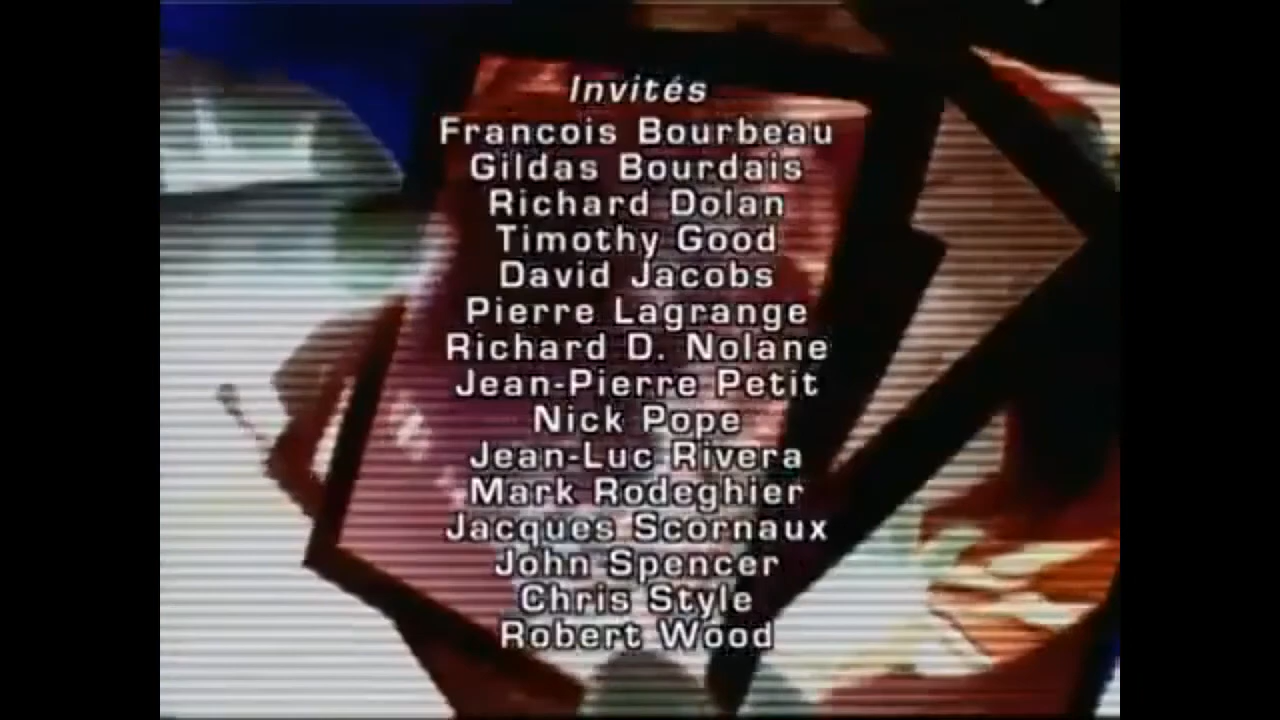 Invités
Francois Bourbeau
Gildas Bourdais
Richard Dolan
Timothy Good
David Jacobs
Pierre Lagrange
Richard D. Nolane
Jean-Pierre Petit
Nick Pope
Jean-Luc Rivera
Mark Rodeghier
Jacques Scornaux
John Spencer
Chris Style
Robert Wood